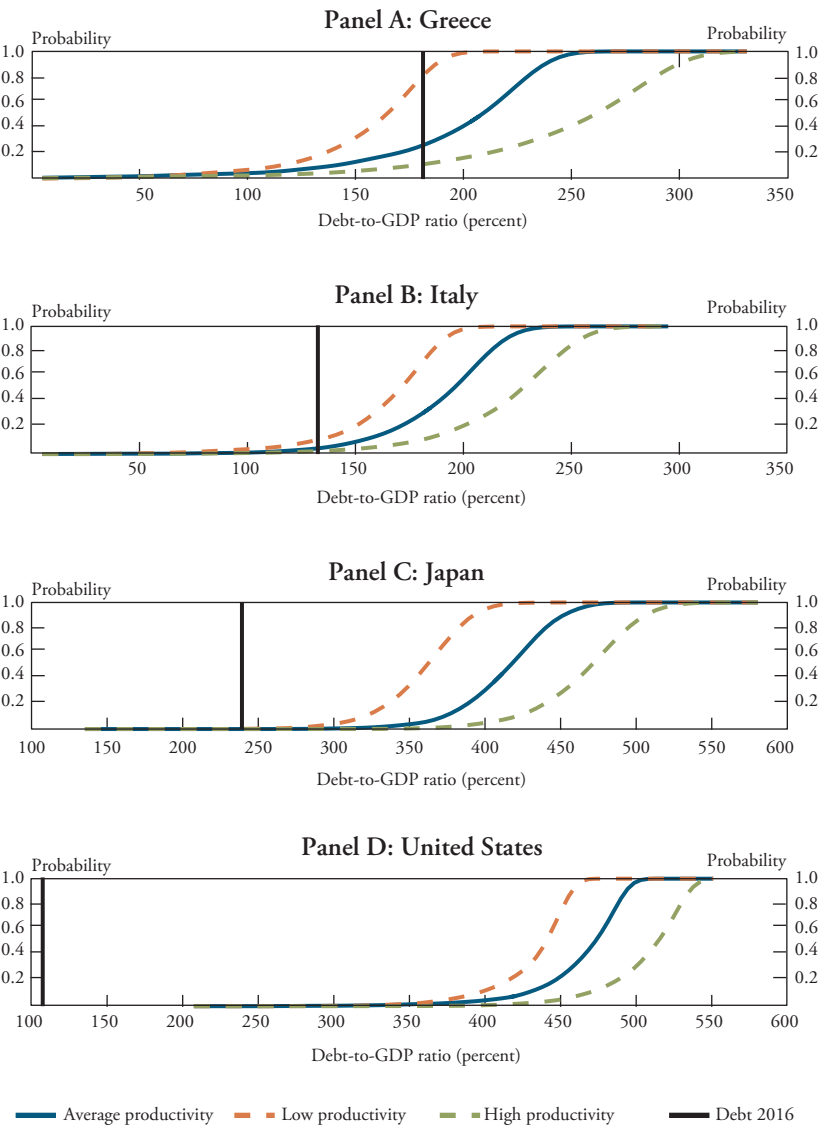 Panel A: Greece
Probability Probability
1.0 1.0
0.8 0.8
0.6 0.6
0.4 0.4
0.2 0.2
50 100 150 200 250 300 350
Debt-to-GDP ratio (percent)
Panel B: Italy
Probability Probability
1.0 1.0
0.8 0.8
0.6 0.6
0.4 0.4
0.2 0.2
50 100 150 200 250 300 350
Debt-to-GDP ratio (percent)
Panel C: Japan
Probability Probability
1.0 1.0
0.8 0.8
0.6 0.6
0.4 0.4
0.2 0.2
100 150 200 250 300 350 400 450 500 550 600
Debt-to-GDP ratio (percent)
Panel D: United States
Probability Probability
1.0 1.0
0.8 0.8
0.6 0.6
0.4 0.4
0.2 0.2
100 150 200 250 300 350 400 450 500 550 600
Debt-to-GDP ratio (percent)
Average productivity Low productivity High productivity Debt 2016